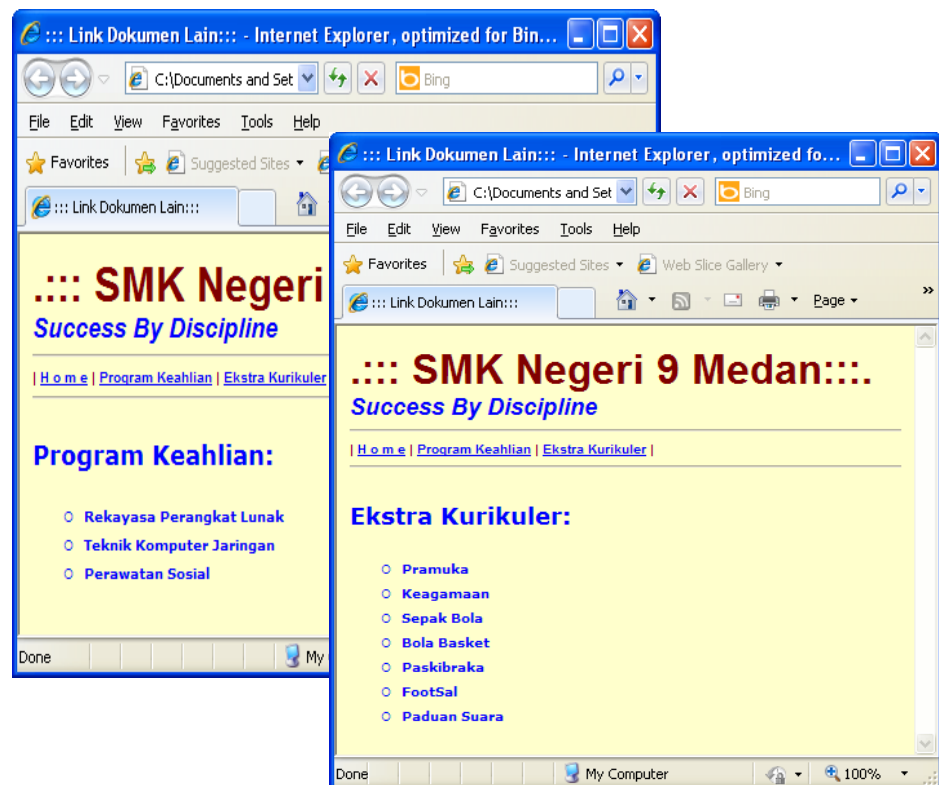 ::: Link Dokumen Lain::: - Internet Explorer, optimized for Bin...
C:\Documents and Set
Bing
File Edit View Favorites Tools Help
Favorites Suggested Sites
::: Link Dokumen Lain:::
.::: SMK Negeri
Success By Discipline
| H o m e | Program Keahlian | Ekstra Kurikuler
Program Keahlian:
o Rekayasa Perangkat Lunak
o Teknik Komputer Jaringan
o Perawatan Sosial
Done My
::: Link Dokumen Lain::: - Internet Explorer, optimized fo...
C:\Documents and Set
Bing
File Edit View Favorites Tools Help
Favorites Suggested Sites Web Slice Gallery
::: Link Dokumen Lain::: Page »
.::: SMK Negeri 9 Medan:::.
Success By Discipline
| H o m e | Program Keahlian | Ekstra Kurikuler |
Ekstra Kurikuler:
o Pramuka
o Keagamaan
o Sepak Bola
o Bola Basket
o Paskibraka
o FootSal
o Paduan Suara
Done My Computer 100%